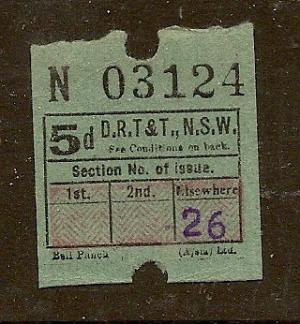 N 03124
5d D.R.T&T., N.S.W.
See Conditions on back.
Section No. of issue.
1st. 2nd. Elsewhere
26
Bell Punch (A/sia) Ltd.